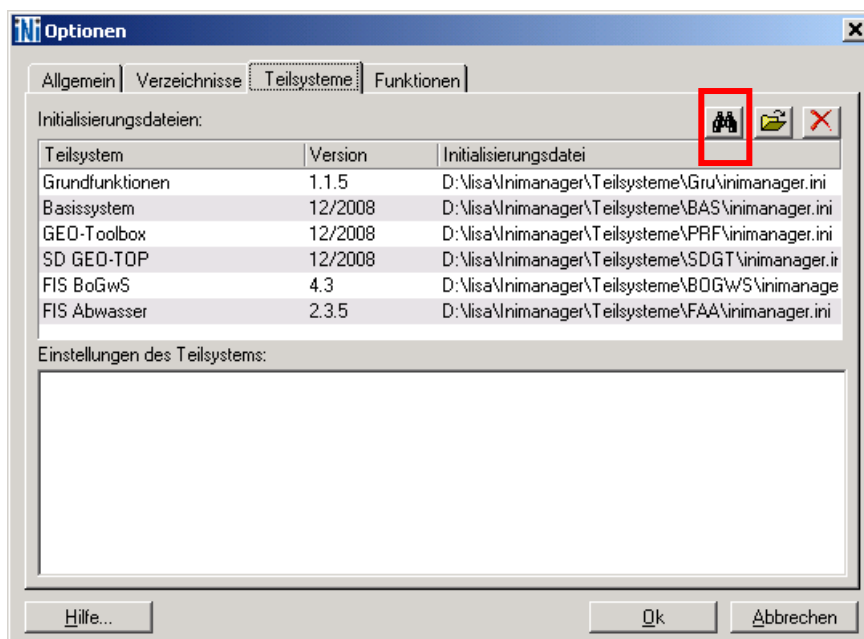 iNi Optionen
Allgemein Verzeichnisse Teilsysteme Funktionen
Initialisierungsdateien:
Teilsystem Version Initialisierungsdatei
Grundfunktionen 1.1.5 D:\lisa\Inimanager\Teilsysteme\Gru\inimanager.ini
Basissystem 12/2008 D:\lisa\Inimanager\Teilsysteme\BAS\inimanager.ini
GEO-Toolbox 12/2008 D:\lisa\Inimanager\Teilsysteme\PRF\inimanager.ini
SD GEO-TOP 12/2008 D:\lisa\Inimanager\Teilsysteme\SDGT\inimanager.ir
FIS BoGwS 4.3 D:\lisa\Inimanager\Teilsysteme\BOGWS\inimanage
FIS Abwasser 2.3.5 D:\lisa\Inimanager\Teilsysteme\FAA\inimanager.ini
Einstellungen des Teilsystems:
Hilfe... Ok Abbrechen